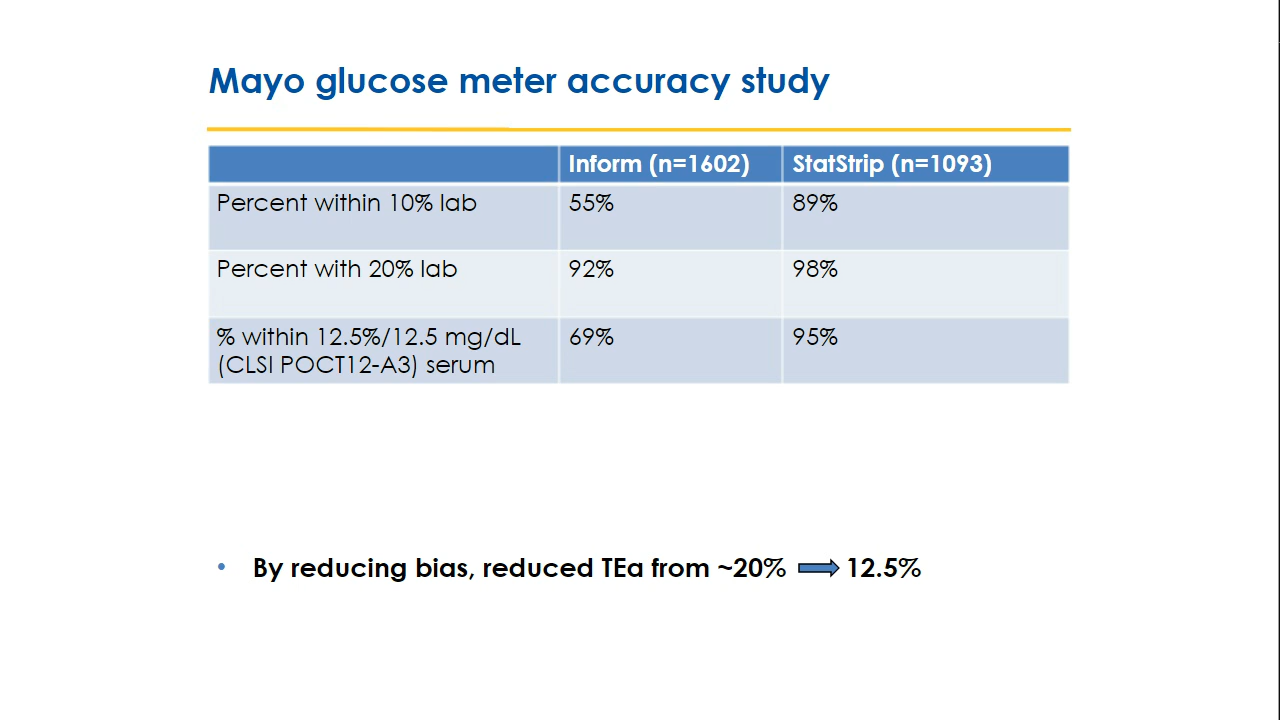 Mayo glucose meter accuracy study
Inform (n=1602) StatStrip (n=1093)
Percent within 10% lab 55% 89%
Percent with 20% lab 92% 98%
% within 12.5%/12.5 mg/dL 69% 95%
(CLSI POCT12-A3) serum
• By reducing bias, reduced TEa from ~20% 12.5%